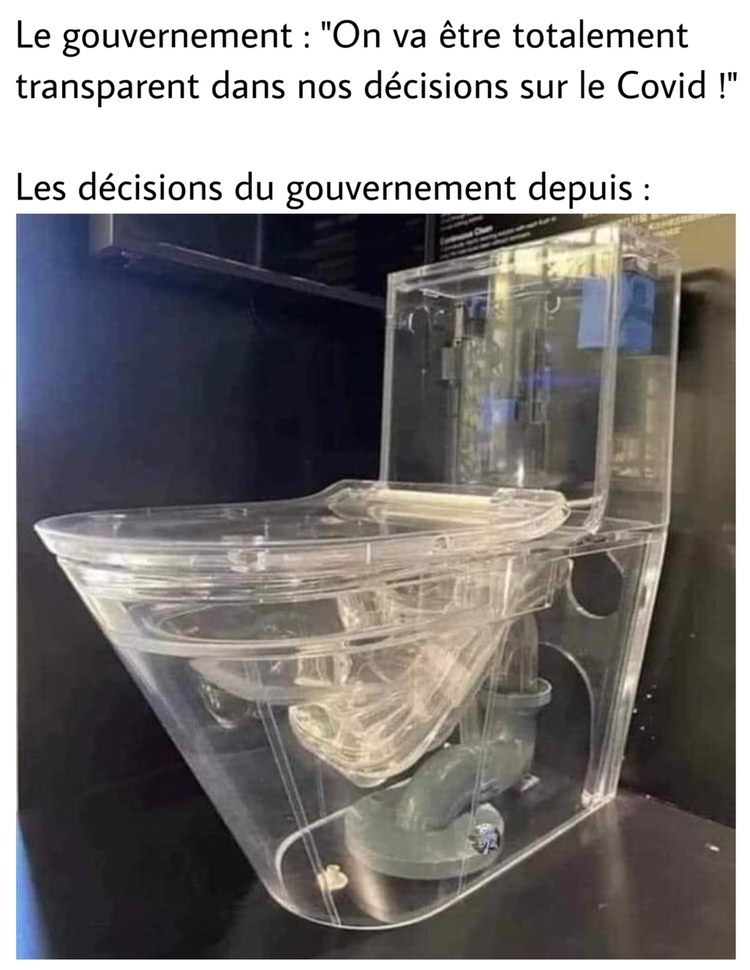 Le gouvernement : "On va être totalement
transparent dans nos décisions sur le Covid !"
Les décisions du gouvernement depuis :